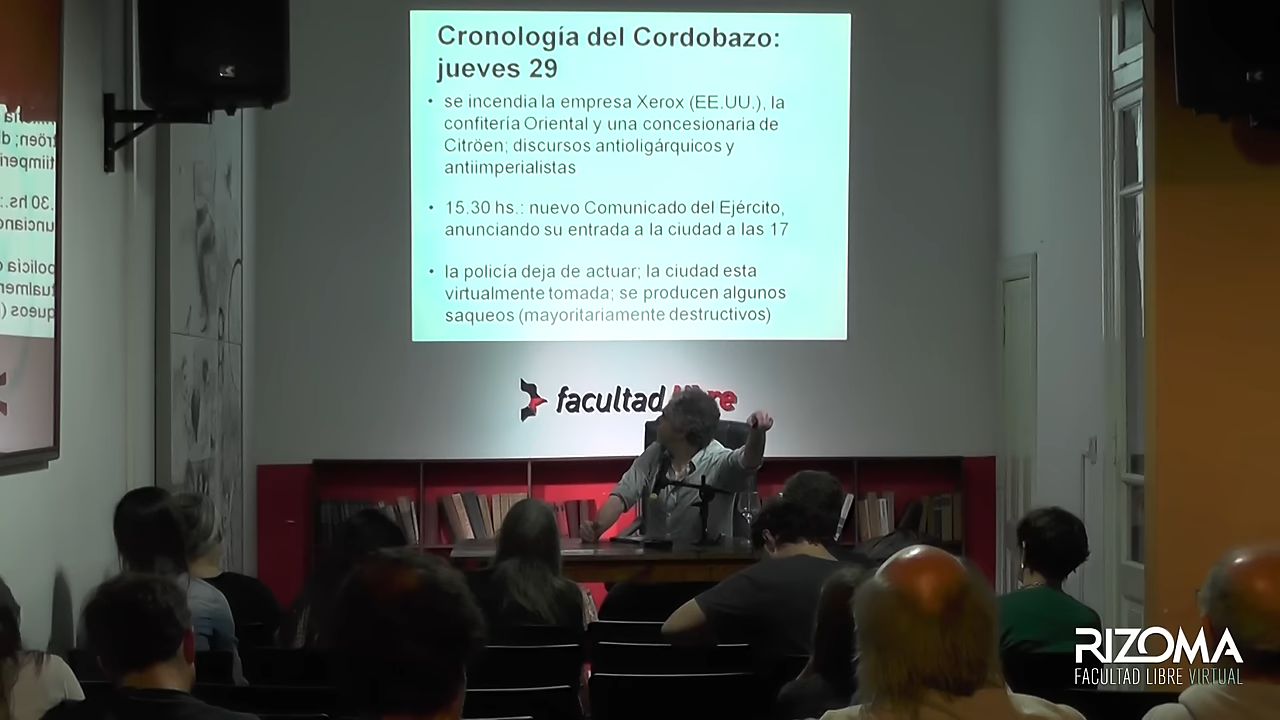 Cronología del Cordobazo:
jueves 29
• se incendia la empresa Xerox (EE.UU.), la
confitería Oriental y una concesionaria de
Citröen; discursos antioligárquicos y
antiimperialistas
• 15.30 hs.: nuevo Comunicado del Ejército,
anunciando su entrada a la ciudad a las 17
• la policía deja de actuar; la ciudad esta
virtualmente tomada; se producen algunos
saqueos (mayoritariamente destructivos)
facultad libre
RIZOMA
FACULTAD LIBRE VIRTUAL